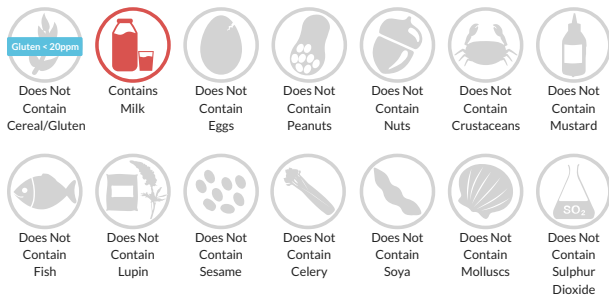 Gluten < 20ppm
Does Not
Contain
Cereal/Gluten
Contains
Milk
Does Not
Contain
Eggs
Does Not
Contain
Peanuts
Does Not
Contain
Nuts
Does Not
Contain
Crustaceans
Does Not
Contain
Mustard
Does Not
Contain
Fish
Does Not
Contain
Lupin
Does Not
Contain
Sesame
Does Not
Contain
Celery
Does Not
Contain
Soya
Does Not
Contain
Molluscs
SO₂
Does Not
Contain
Sulphur
Dioxide